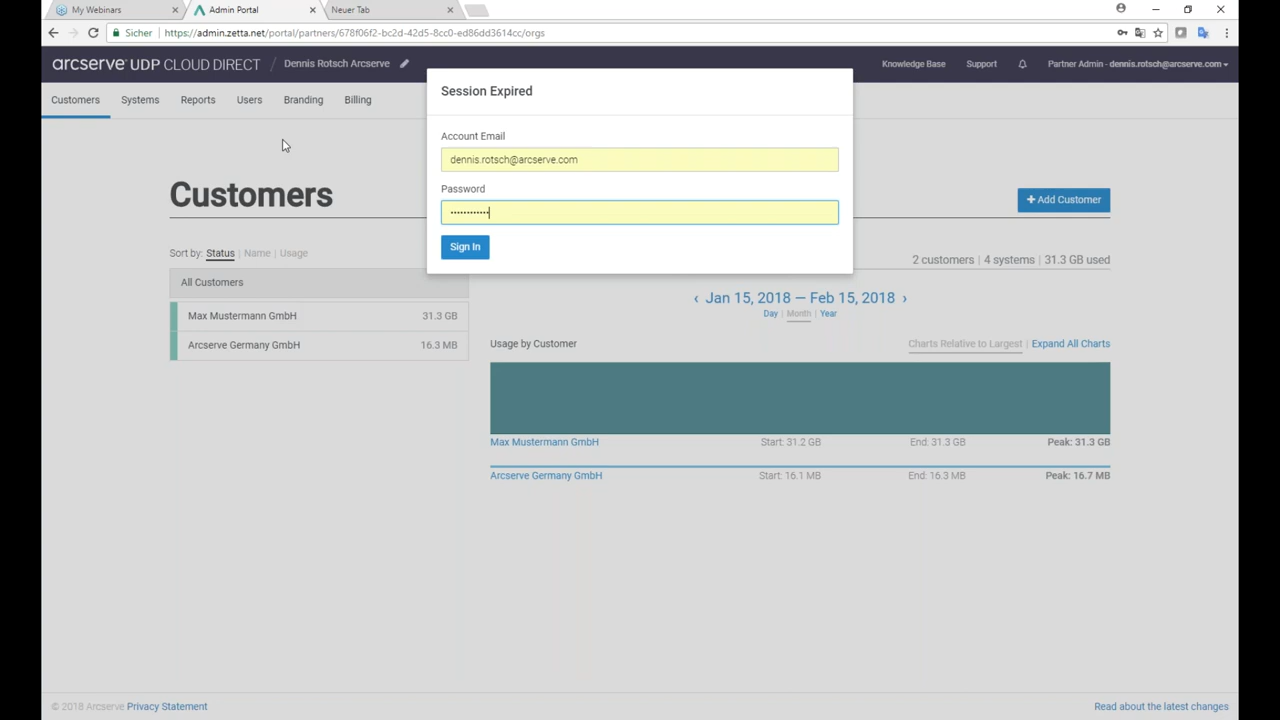 My Webinars
Admin Portal
Neuer Tab
Sicher https://admin.zetta.net/portal/partners/678f06f2-bc2d-42d5-8cc0-ed86dd3614cc/orgs
arcserve® UDP CLOUD DIRECT / Dennis Rotsch Arcserve
Knowledge Base Support Partner Admin - dennis.rotsch@arcserve.com
Customers Systems Reports Users Branding Billing
Session Expired
Account Email
dennis.rotsch@arcserve.com
Password
••••••••••••
Sign In
Customers
+ Add Customer
Sort by: Status | Name | Usage
2 customers | 4 systems | 31.3 GB used
All Customers
Max Mustermann GmbH 31.3 GB
Arcserve Germany GmbH 16.3 MB
‹ Jan 15, 2018 — Feb 15, 2018 ›
Day | Month | Year
Usage by Customer
Charts Relative to Largest | Expand All Charts
Max Mustermann GmbH Start: 31.2 GB End: 31.3 GB Peak: 31.3 GB
Arcserve Germany GmbH Start: 16.1 MB End: 16.3 MB Peak: 16.7 MB
© 2018 Arcserve Privacy Statement
Read about the latest changes